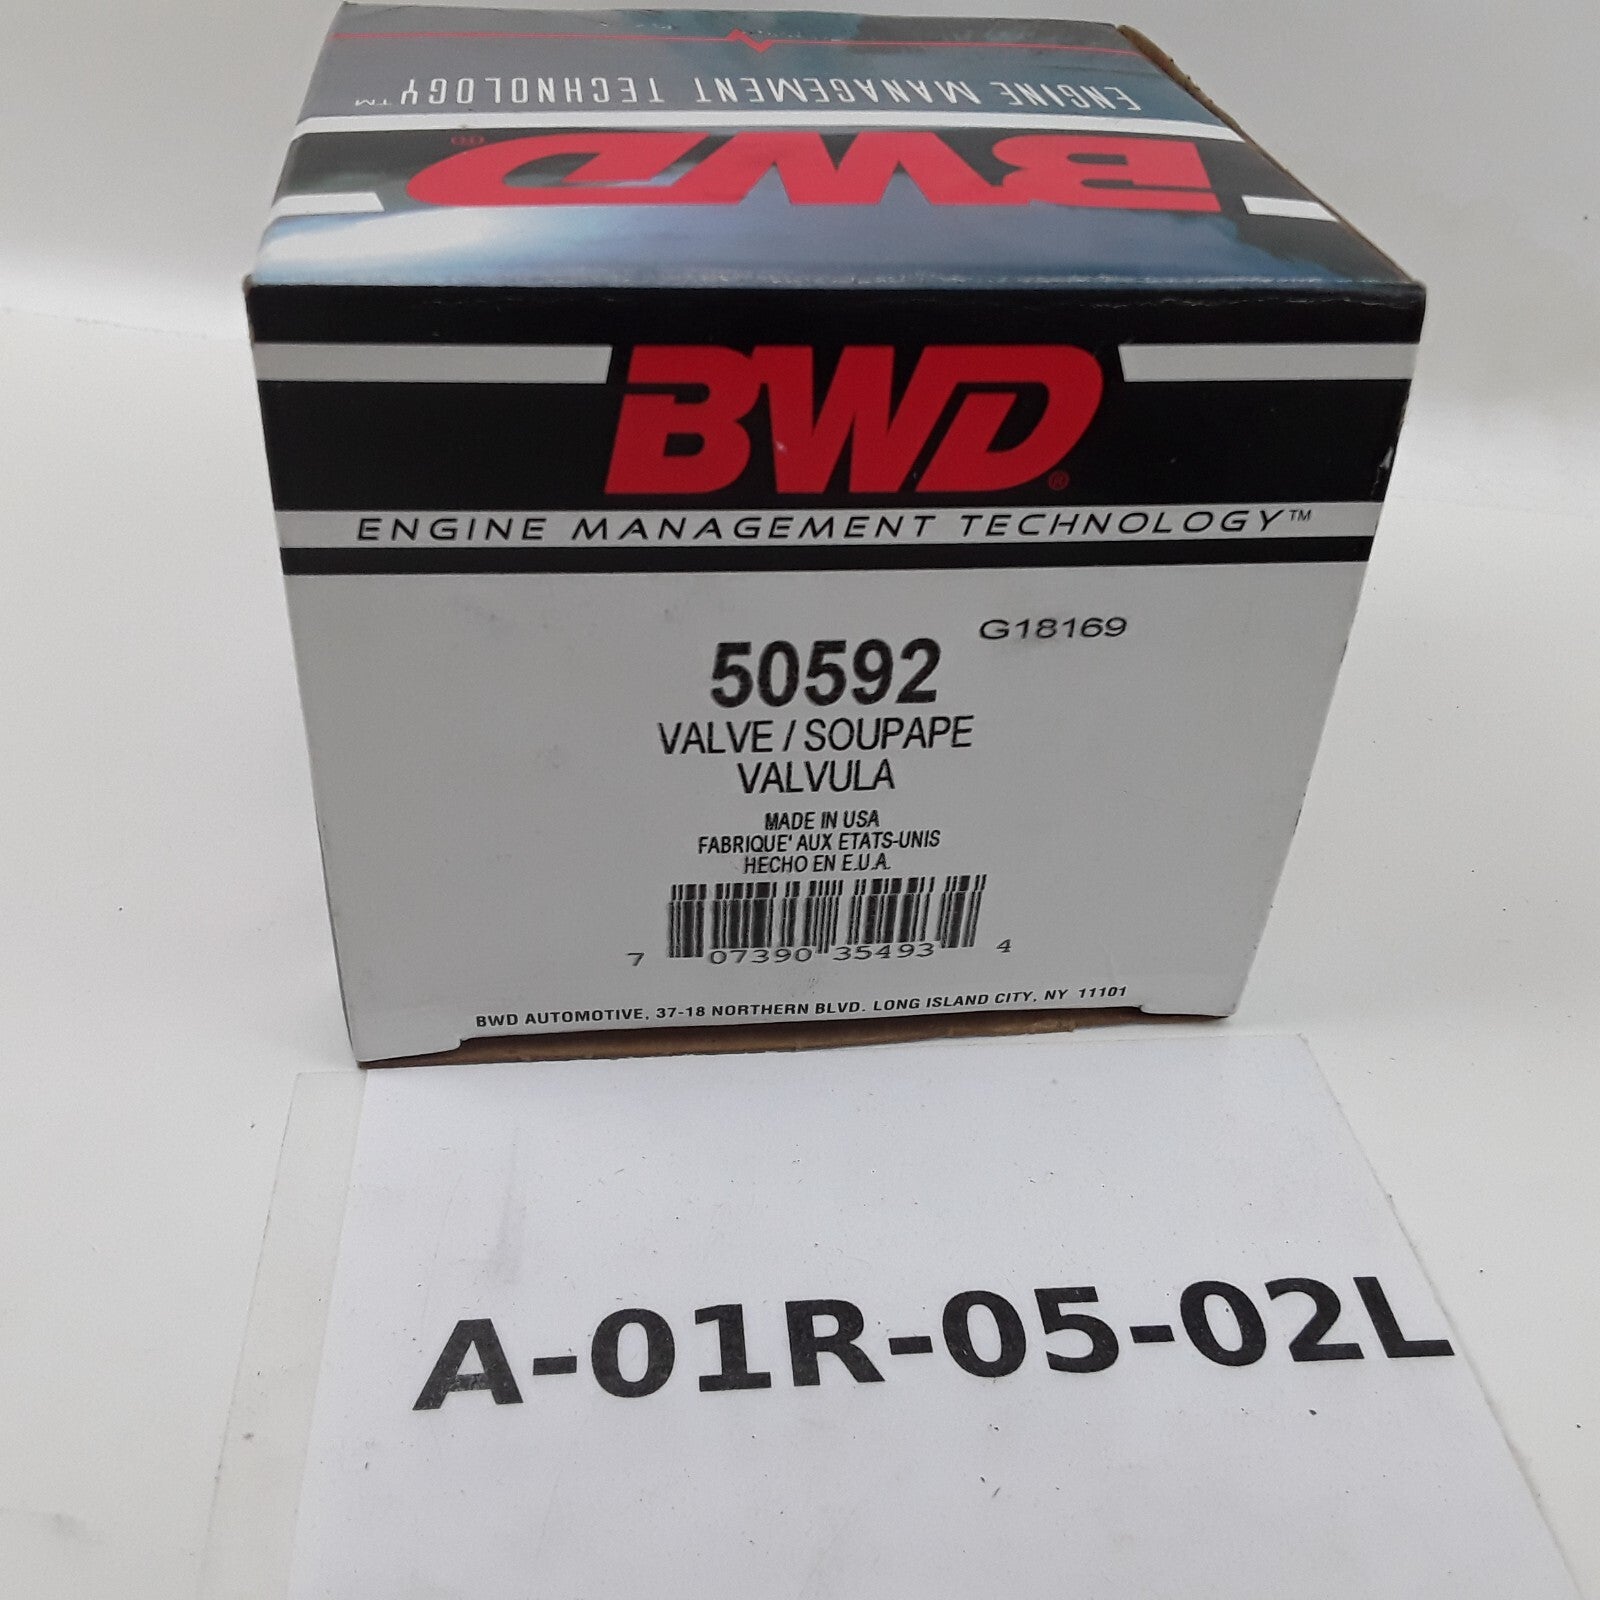 ENGINE MANAGEMENT TECHNOLOGY™
BWD®
BWD®
ENGINE MANAGEMENT TECHNOLOGY™
G18169
50592
VALVE / SOUPAPE
VALVULA
MADE IN USA
FABRIQUE' AUX ETATS-UNIS
HECHO EN E.U.A.
7 07390 35493 4
BWD AUTOMOTIVE, 37-18 NORTHERN BLVD. LONG ISLAND CITY, NY 11101
A-01R-05-02L